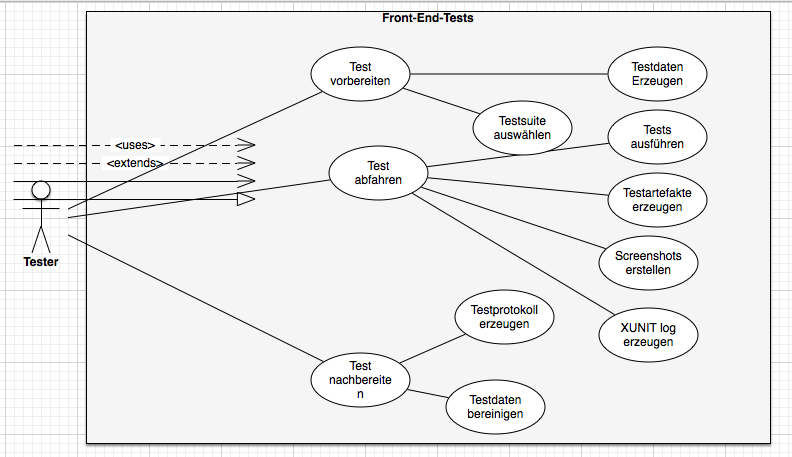 Front-End-Tests
Test
vorbereiten
Testdaten
Erzeugen
Testsuite
auswählen
Tests
ausführen
<uses>
<extends>
Test
abfahren
Testartefakte
erzeugen
Tester
Screenshots
erstellen
Testprotokoll
erzeugen
XUNIT log
erzeugen
Test
nachbereite
n
Testdaten
bereinigen